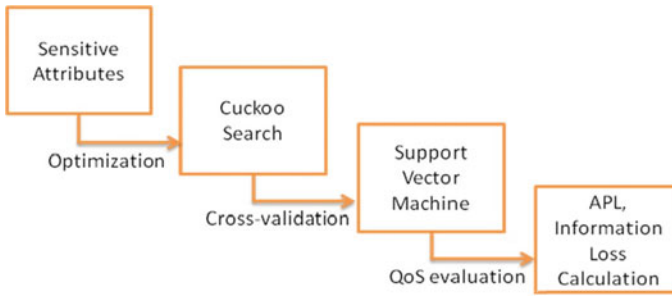 Sensitive
Attributes
Optimization
Cuckoo
Search
Cross-validation
Support
Vector
Machine
QoS evaluation
APL,
Information
Loss
Calculation